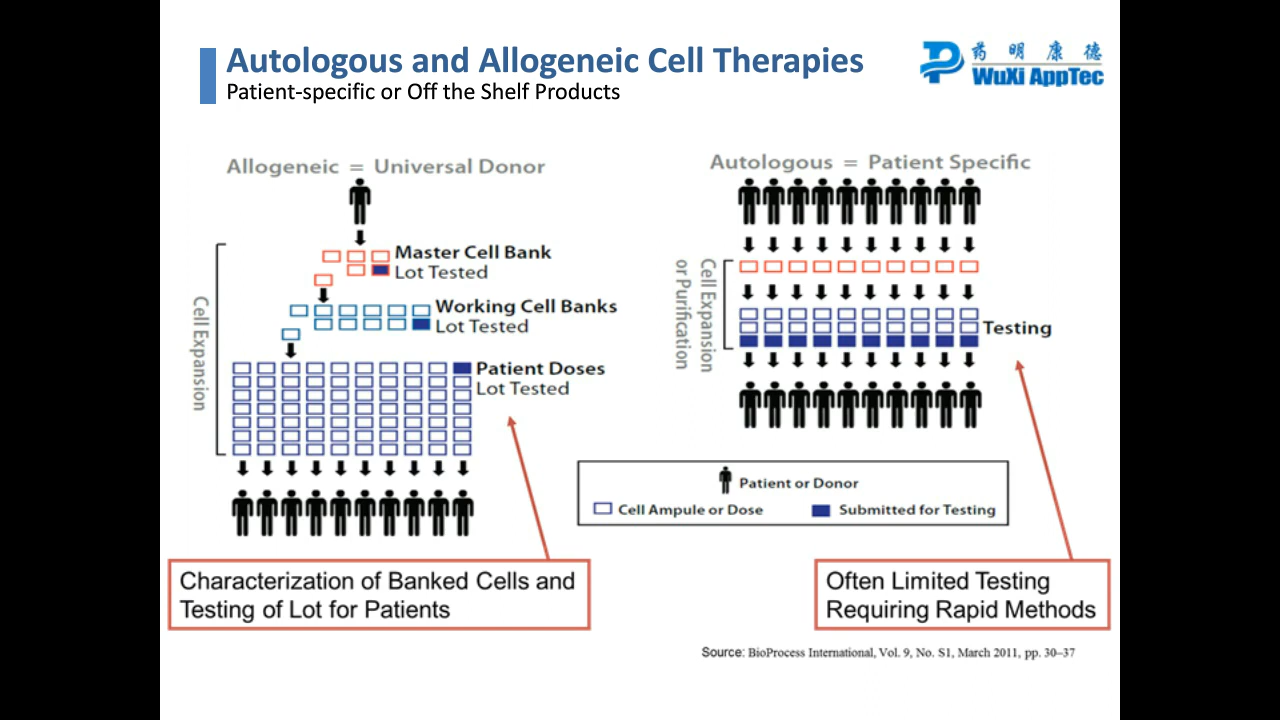 Autologous and Allogeneic Cell Therapies
Patient-specific or Off the Shelf Products
药明康德
WuXi AppTec
Allogeneic = Universal Donor
Master Cell Bank
Lot Tested
Working Cell Banks
Lot Tested
Patient Doses
Lot Tested
Cell Expansion
Characterization of Banked Cells and
Testing of Lot for Patients
Autologous = Patient Specific
Cell Expansion
or Purification
Testing
Patient or Donor
Cell Ampule or Dose
Submitted for Testing
Often Limited Testing
Requiring Rapid Methods
Source: BioProcess International, Vol. 9, No. S1, March 2011, pp. 30–37